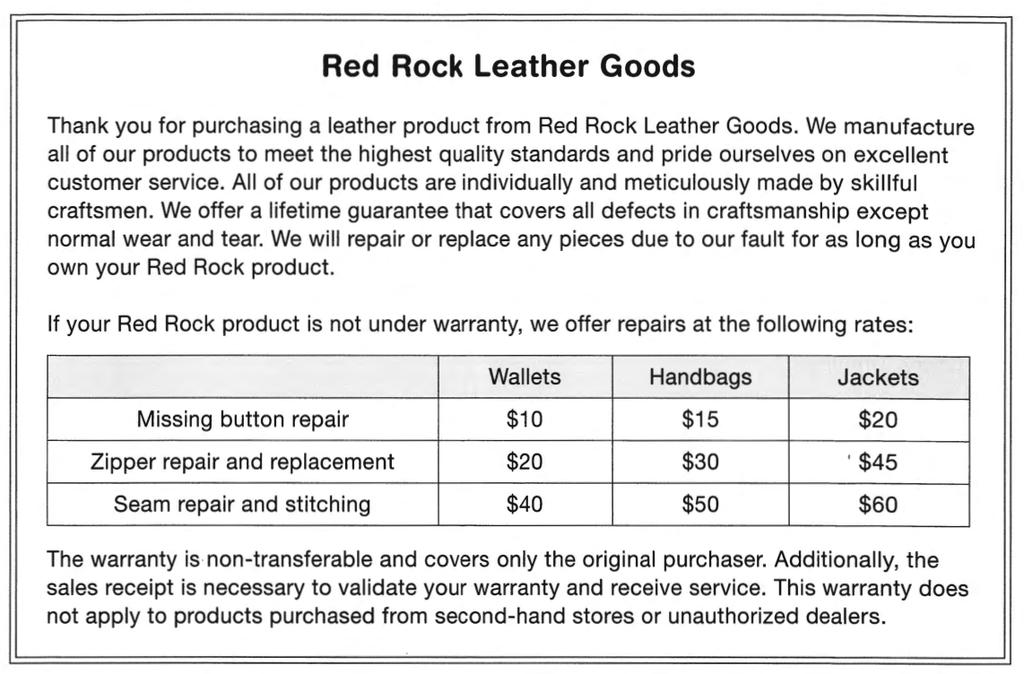 Red Rock Leather Goods
Thank you for purchasing a leather product from Red Rock Leather Goods. We manufacture
all of our products to meet the highest quality standards and pride ourselves on excellent
customer service. All of our products are individually and meticulously made by skillful
craftsmen. We offer a lifetime guarantee that covers all defects in craftsmanship except
normal wear and tear. We will repair or replace any pieces due to our fault for as long as you
own your Red Rock product.
If your Red Rock product is not under warranty, we offer repairs at the following rates:
Wallets Handbags Jackets
Missing button repair $10 $15 $20
Zipper repair and replacement $20 $30 $45
Seam repair and stitching $40 $50 $60
The warranty is non-transferable and covers only the original purchaser. Additionally, the
sales receipt is necessary to validate your warranty and receive service. This warranty does
not apply to products purchased from second-hand stores or unauthorized dealers.